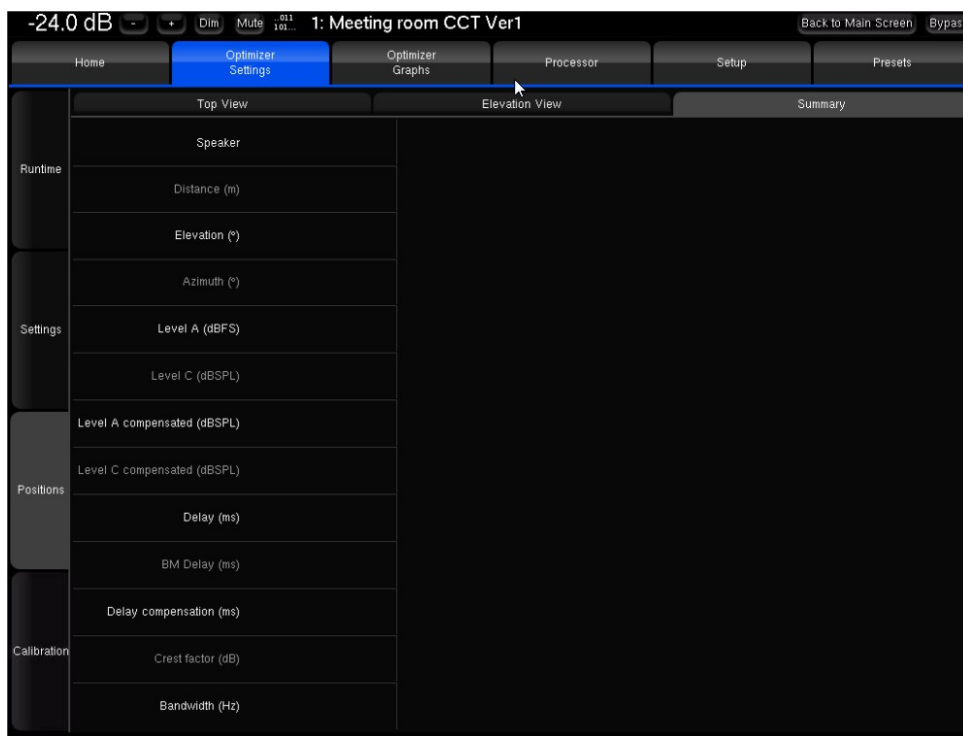 -24.0 dB - + Dim Mute ..011 101... 1: Meeting room CCT Ver1 Back to Main Screen Bypas
Home Optimizer Settings Optimizer Graphs Processor Setup Presets
Top View Elevation View Summary
Runtime
Settings
Positions
Calibration
Speaker
Distance (m)
Elevation (º)
Azimuth (º)
Level A (dBFS)
Level C (dBSPL)
Level A compensated (dBSPL)
Level C compensated (dBSPL)
Delay (ms)
BM Delay (ms)
Delay compensation (ms)
Crest factor (dB)
Bandwidth (Hz)